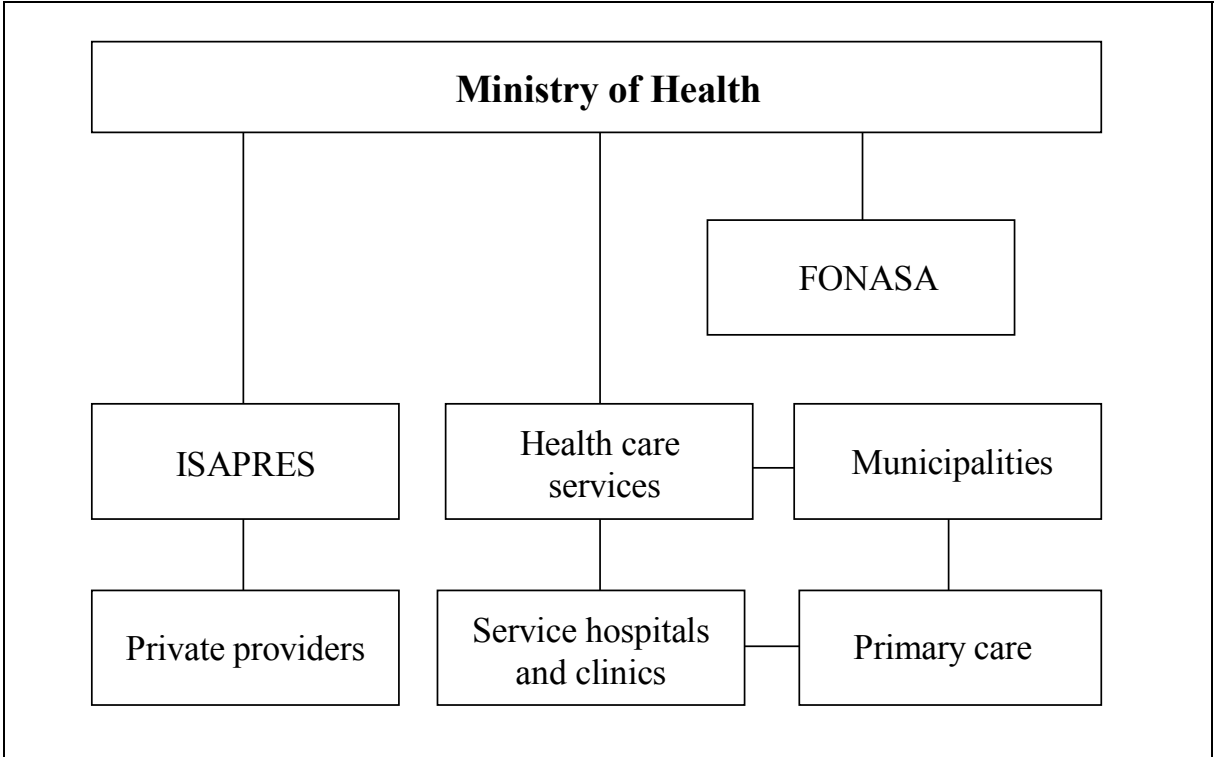 Ministry of Health
FONASA
ISAPRES
Health care
services
Municipalities
Private providers
Service hospitals
and clinics
Primary care